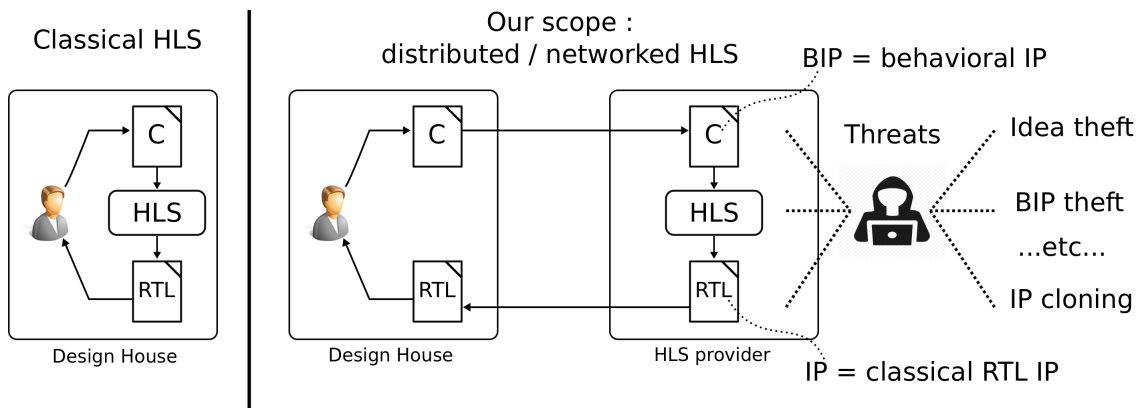 Classical HLS
C
HLS
RTL
Design House
Our scope :
distributed / networked HLS
C
RTL
Design House
C
HLS
RTL
HLS provider
BIP = behavioral IP
IP = classical RTL IP
Threats
Idea theft
BIP theft
...etc...
IP cloning